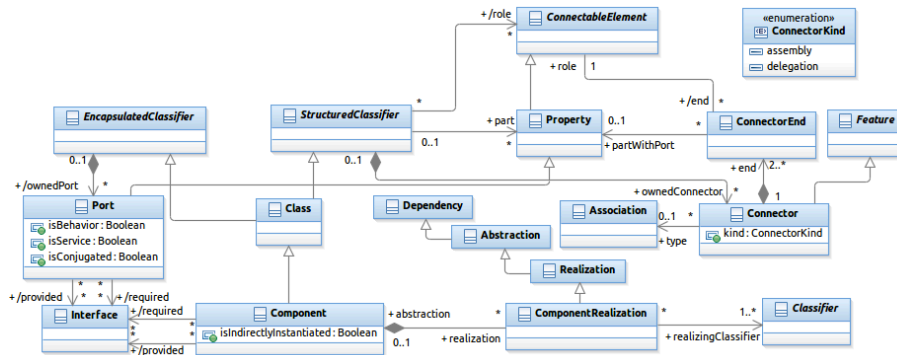 +/role
ConnectableElement
*
«enumeration»
ConnectorKind
assembly
delegation
+ role
1
+/end
*
EncapsulatedClassifier
StructuredClassifier
*
+ part
0..1
*
Property
0..1
*
+ partWithPort
ConnectorEnd
Feature
0..1
0..1
+ end
2..*
+/ownedPort
*
+ ownedConnector
*
1
Port
isBehavior : Boolean
isService : Boolean
isConjugated : Boolean
Class
Dependency
Abstraction
Realization
Association
0..1
*
+ type
Connector
kind : ConnectorKind
*
*
*
*
+/provided
+/required
Interface
+/required
*
*
*
*
+/provided
Component
isIndirectlyInstantiated : Boolean
+ abstraction
*
0..1
+ realization
ComponentRealization
*
1..*
+ realizingClassifier
Classifier